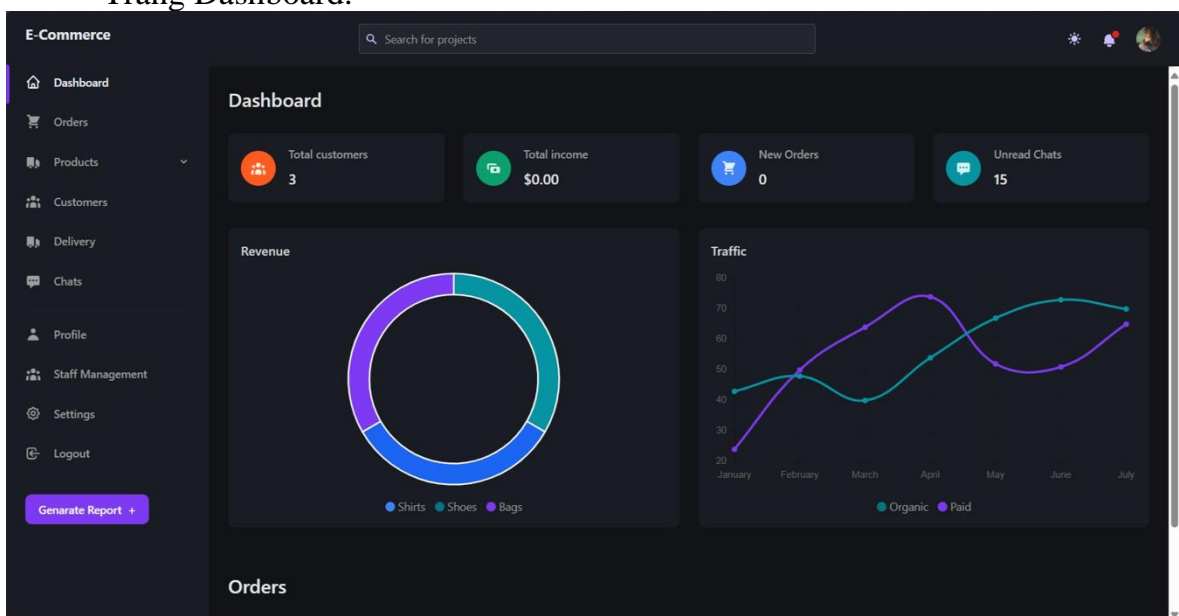 Trang Dashboard:
E-Commerce
Search for projects
Dashboard
Orders
Products
Customers
Delivery
Chats
Profile
Staff Management
Settings
Logout
Genarate Report +
Dashboard
Total customers
3
Total income
$0.00
New Orders
0
Unread Chats
15
Revenue
Shirts Shoes Bags
Traffic
80
70
60
50
40
30
20
January February March April May June July
Organic Paid
Orders